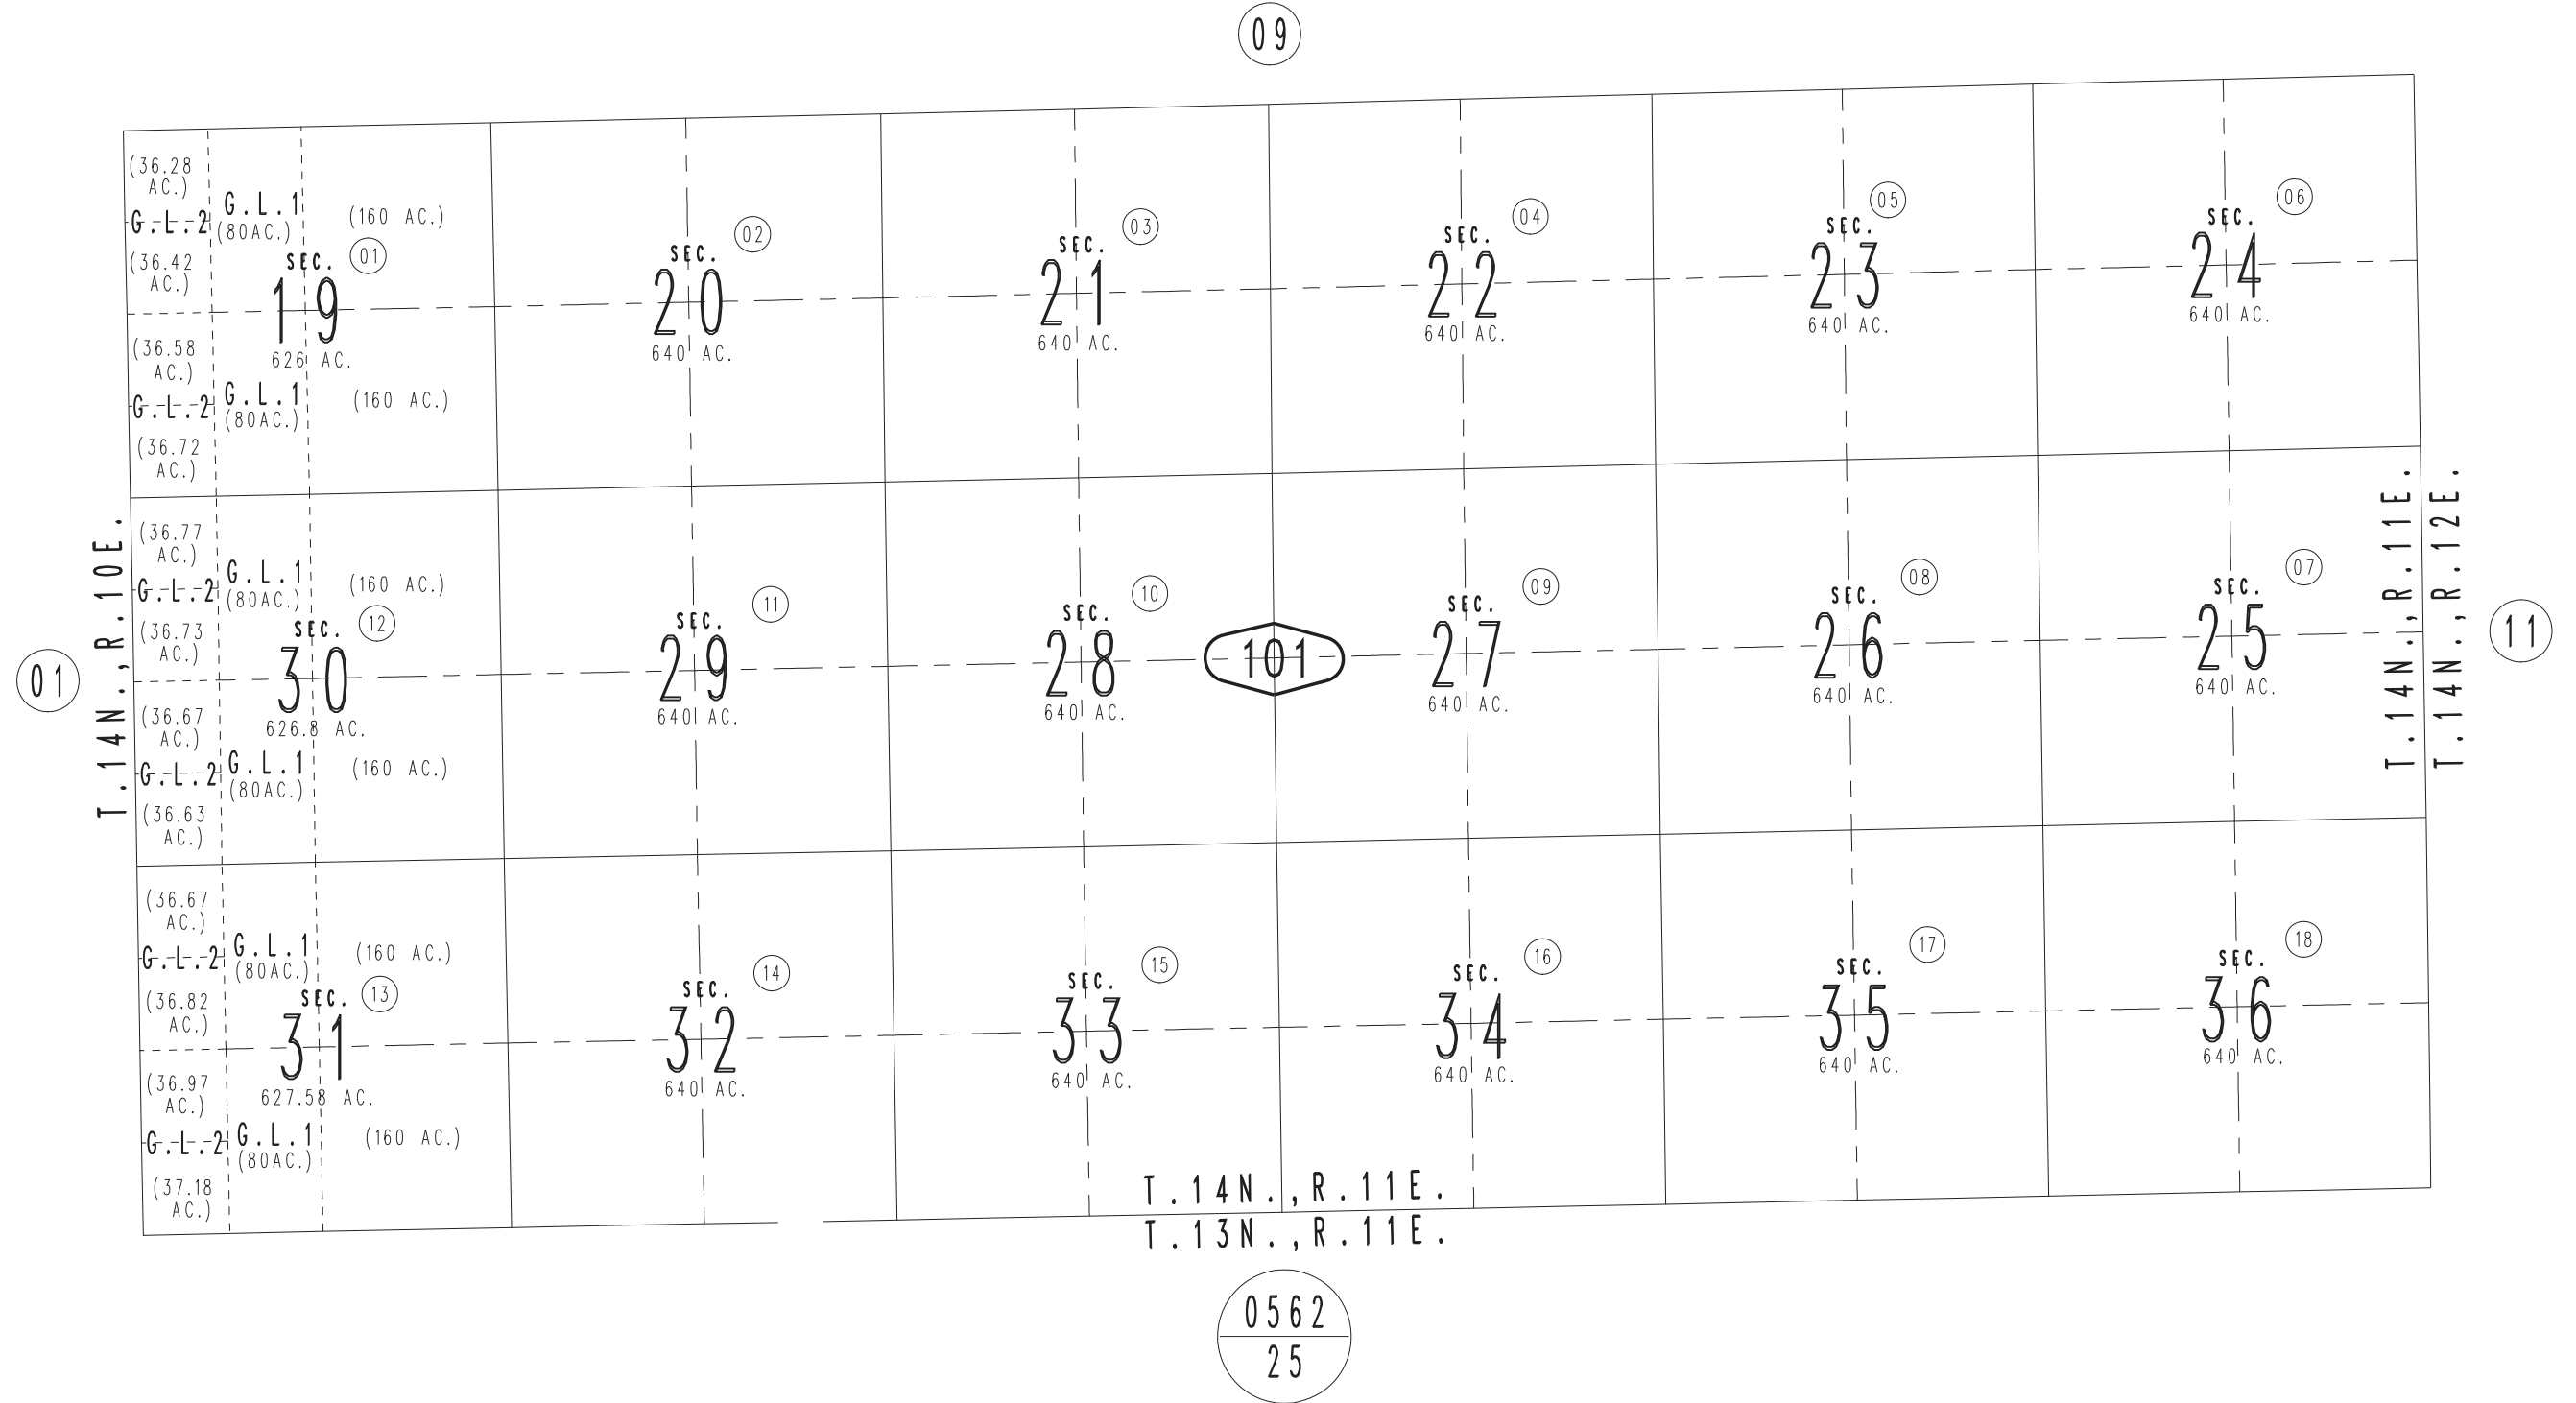 09
(36.28
AC.)
G.L.2
(36.42
AC.)
G.L.1
(80AC.)
(160 AC.)
SEC.
01
19
626 AC.
(36.58
AC.)
G.L.2
(36.72
AC.)
G.L.1
(80AC.)
(160 AC.)
SEC.
02
20
640 AC.
SEC.
03
21
640 AC.
SEC.
04
22
640 AC.
SEC.
05
23
640 AC.
SEC.
06
24
640 AC.
01
T.14N.,R.10E.
(36.77
AC.)
G.L.2
(36.73
AC.)
G.L.1
(80AC.)
(160 AC.)
SEC.
12
30
626.8 AC.
(36.67
AC.)
G.L.2
(36.63
AC.)
G.L.1
(80AC.)
(160 AC.)
SEC.
11
29
640 AC.
SEC.
10
28
640 AC.
101
SEC.
09
27
640 AC.
SEC.
08
26
640 AC.
SEC.
07
25
640 AC.
T.14N.,R.11E.
T.14N.,R.12E.
11
(36.67
AC.)
G.L.2
(36.82
AC.)
G.L.1
(80AC.)
(160 AC.)
SEC.
13
31
627.58 AC.
(36.97
AC.)
G.L.2
(37.18
AC.)
G.L.1
(80AC.)
(160 AC.)
SEC.
14
32
640 AC.
SEC.
15
33
640 AC.
SEC.
16
34
640 AC.
SEC.
17
35
640 AC.
SEC.
18
36
640 AC.
T.14N.,R.11E.
T.13N.,R.11E.
0562
25